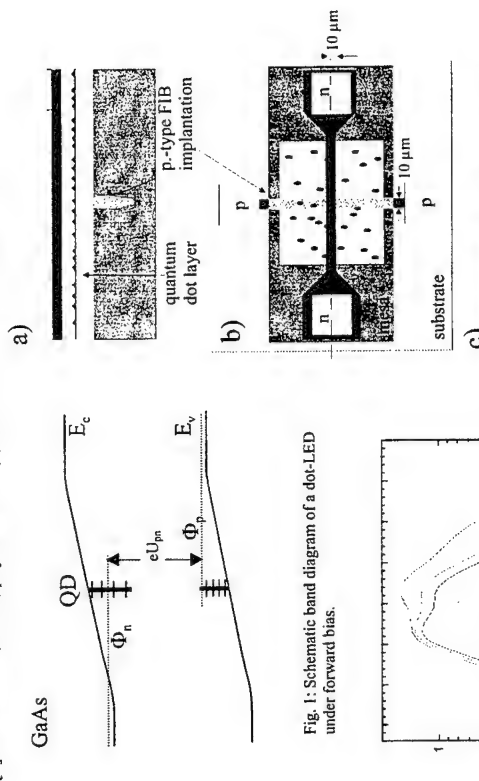 GaAs
QD
E_c
Φ_n
eU_pn
Φ_p
E_v
Fig. 1: Schematic band diagram of a dot-LED
under forward bias.
1
a)
quantum
dot layer
p.-type FIB
implantation
b)
p
n
n
10 μm
10 μm
p
substrate
c)